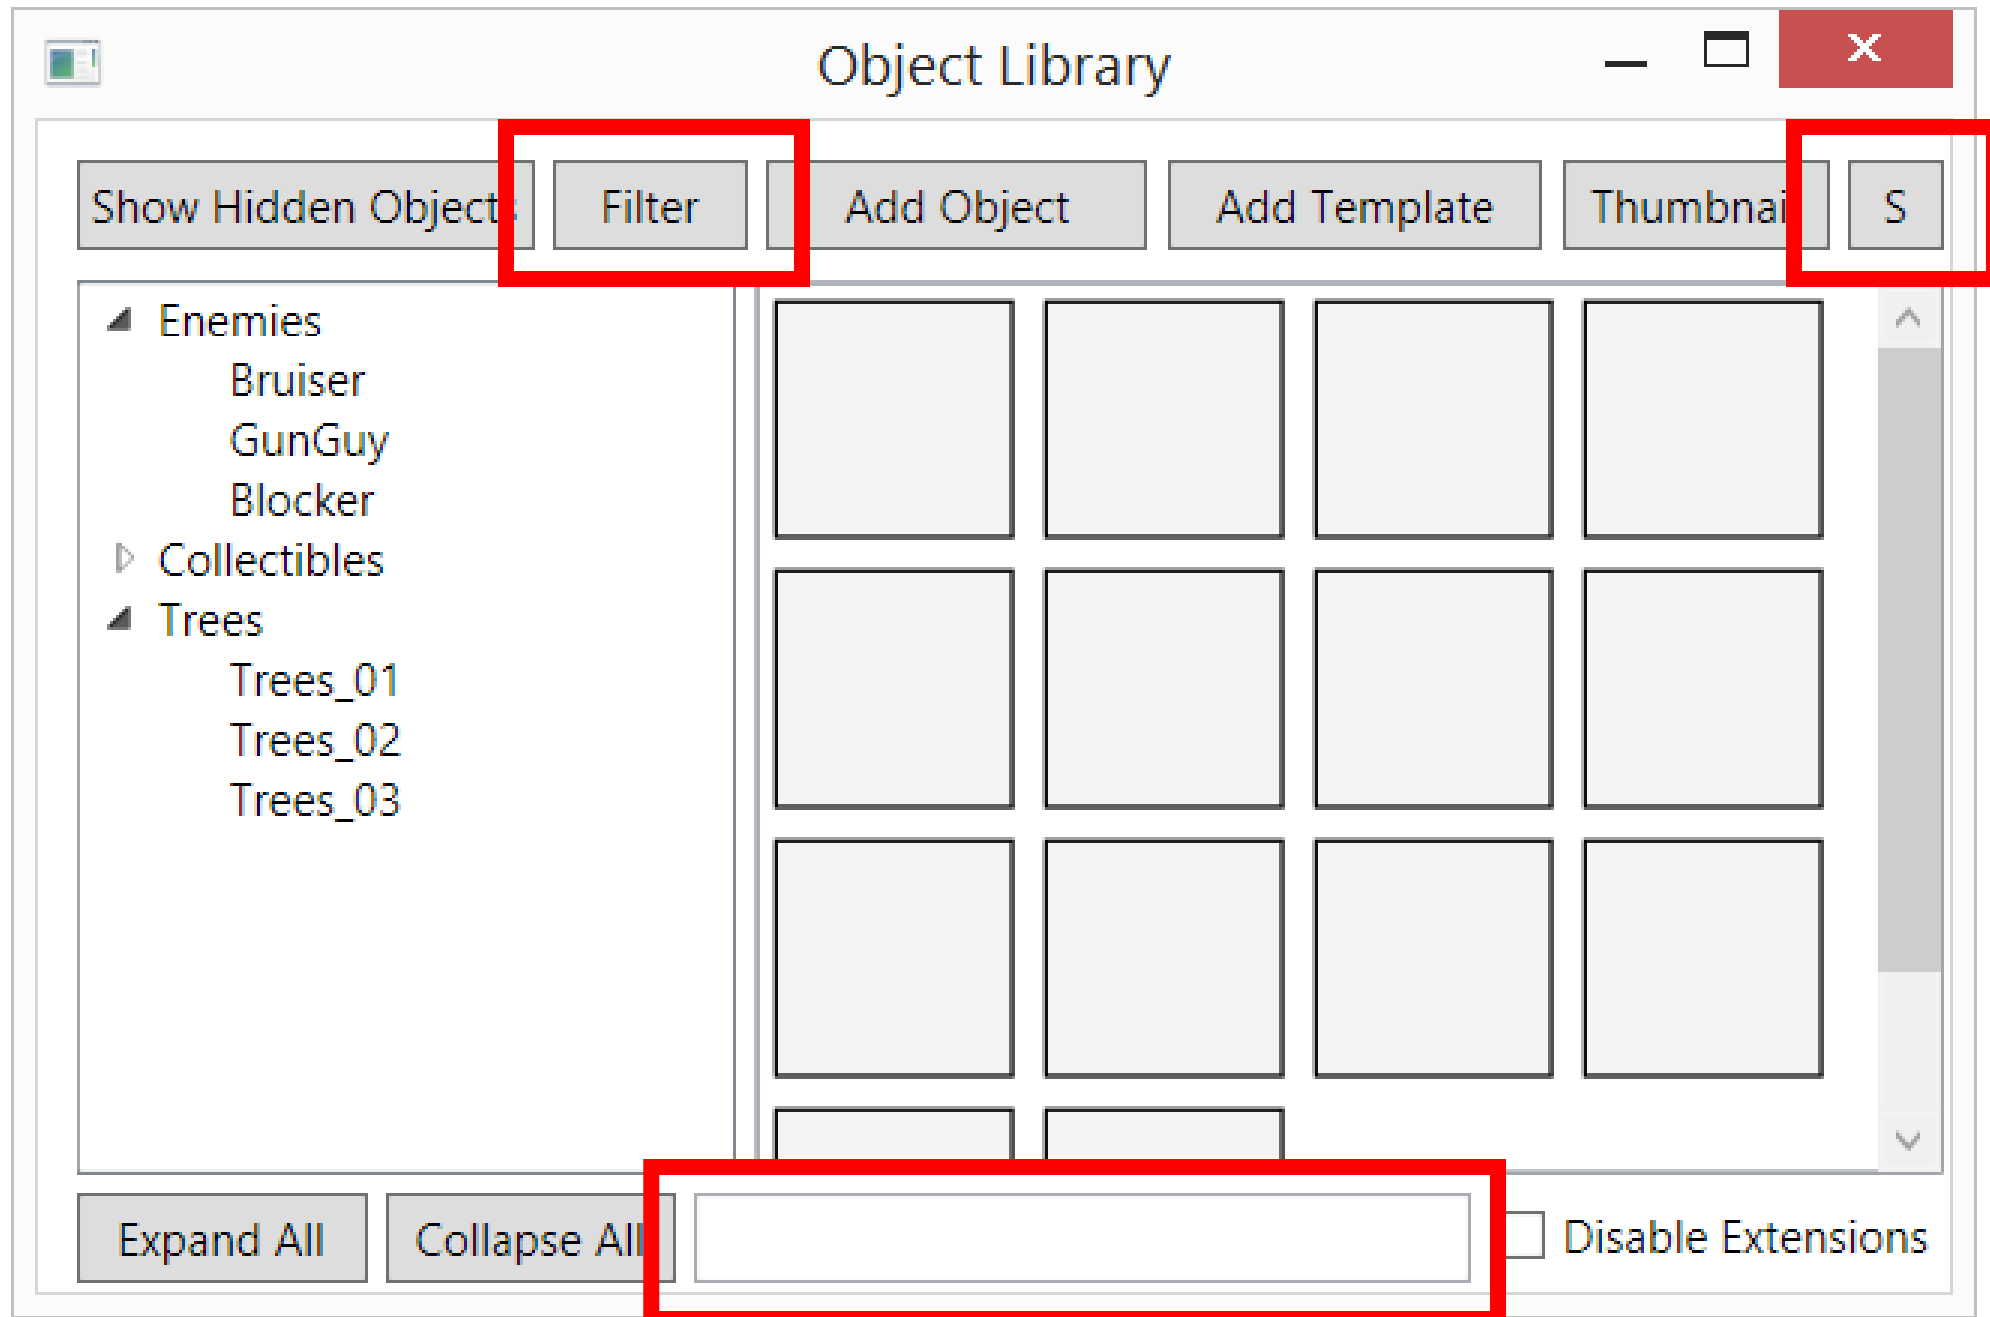 Object Library
Show Hidden Objects Filter Add Object Add Template Thumbnai S
Enemies
Bruiser
GunGuy
Blocker
Collectibles
Trees
Trees_01
Trees_02
Trees_03
Expand All Collapse All Disable Extensions